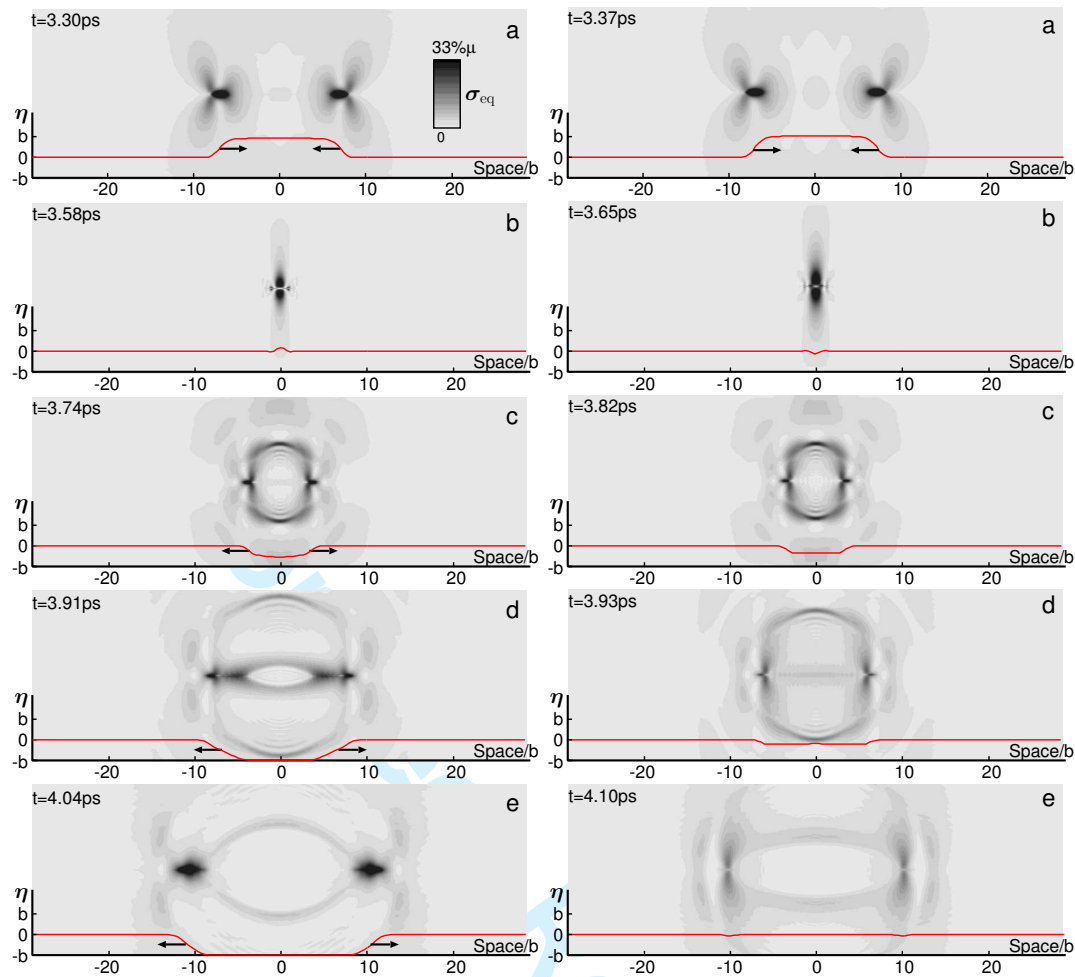 t=3.30ps
a
33%μ
σeq
0
η
b
0
-b
Space/b
-20 -10 0 10 20
t=3.58ps
b
η
b
0
-b
Space/b
-20 -10 0 10 20
t=3.74ps
c
η
b
0
-b
Space/b
-20 -10 0 10 20
t=3.91ps
d
η
b
0
-b
Space/b
-20 -10 0 10 20
t=4.04ps
e
η
b
0
-b
Space/b
-20 -10 0 10 20
t=3.37ps
a
η
b
0
-b
Space/b
-20 -10 0 10 20
t=3.65ps
b
η
b
0
-b
Space/b
-20 -10 0 10 20
t=3.82ps
c
η
b
0
-b
Space/b
-20 -10 0 10 20
t=3.93ps
d
η
b
0
-b
Space/b
-20 -10 0 10 20
t=4.10ps
e
η
b
0
-b
Space/b
-20 -10 0 10 20